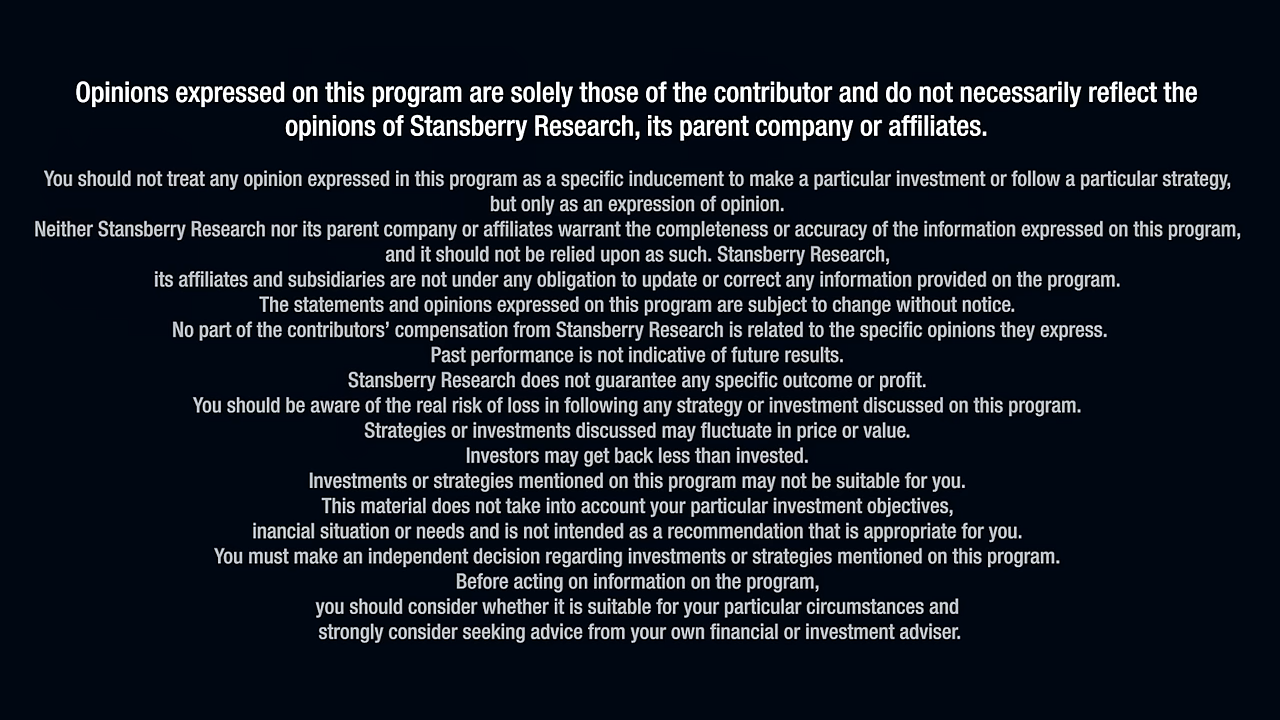 Opinions expressed on this program are solely those of the contributor and do not necessarily reflect the
opinions of Stansberry Research, its parent company or affiliates.
You should not treat any opinion expressed in this program as a specific inducement to make a particular investment or follow a particular strategy,
but only as an expression of opinion.
Neither Stansberry Research nor its parent company or affiliates warrant the completeness or accuracy of the information expressed on this program,
and it should not be relied upon as such. Stansberry Research,
its affiliates and subsidiaries are not under any obligation to update or correct any information provided on the program.
The statements and opinions expressed on this program are subject to change without notice.
No part of the contributors’ compensation from Stansberry Research is related to the specific opinions they express.
Past performance is not indicative of future results.
Stansberry Research does not guarantee any specific outcome or profit.
You should be aware of the real risk of loss in following any strategy or investment discussed on this program.
Strategies or investments discussed may fluctuate in price or value.
Investors may get back less than invested.
Investments or strategies mentioned on this program may not be suitable for you.
This material does not take into account your particular investment objectives,
inancial situation or needs and is not intended as a recommendation that is appropriate for you.
You must make an independent decision regarding investments or strategies mentioned on this program.
Before acting on information on the program,
you should consider whether it is suitable for your particular circumstances and
strongly consider seeking advice from your own financial or investment adviser.